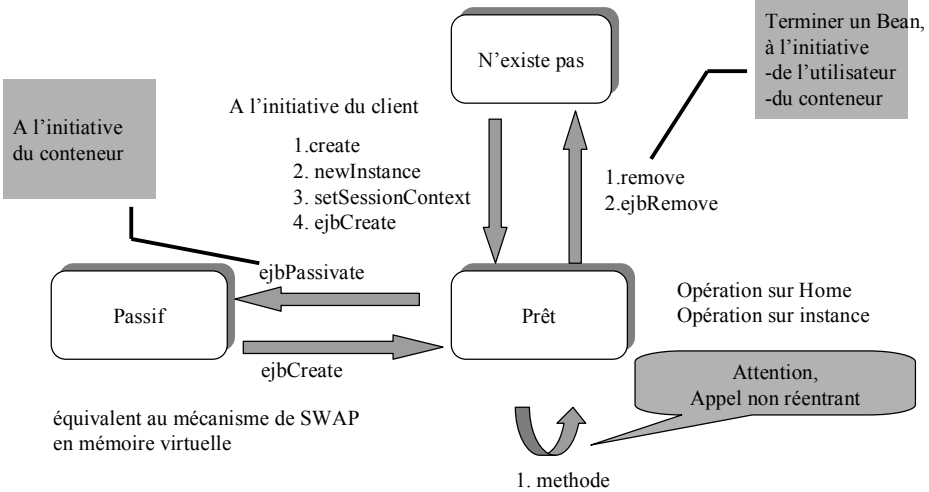 N’existe pas
Terminer un Bean,
à l’initiative
-de l’utilisateur
-du conteneur
A l’initiative
du conteneur
A l’initiative du client
1.create
2. newInstance
3. setSessionContext
4. ejbCreate
1.remove
2.ejbRemove
ejbPassivate
Passif
Prêt
ejbCreate
Opération sur Home
Opération sur instance
Attention,
Appel non réentrant
équivalent au mécanisme de SWAP
en mémoire virtuelle
1. methode